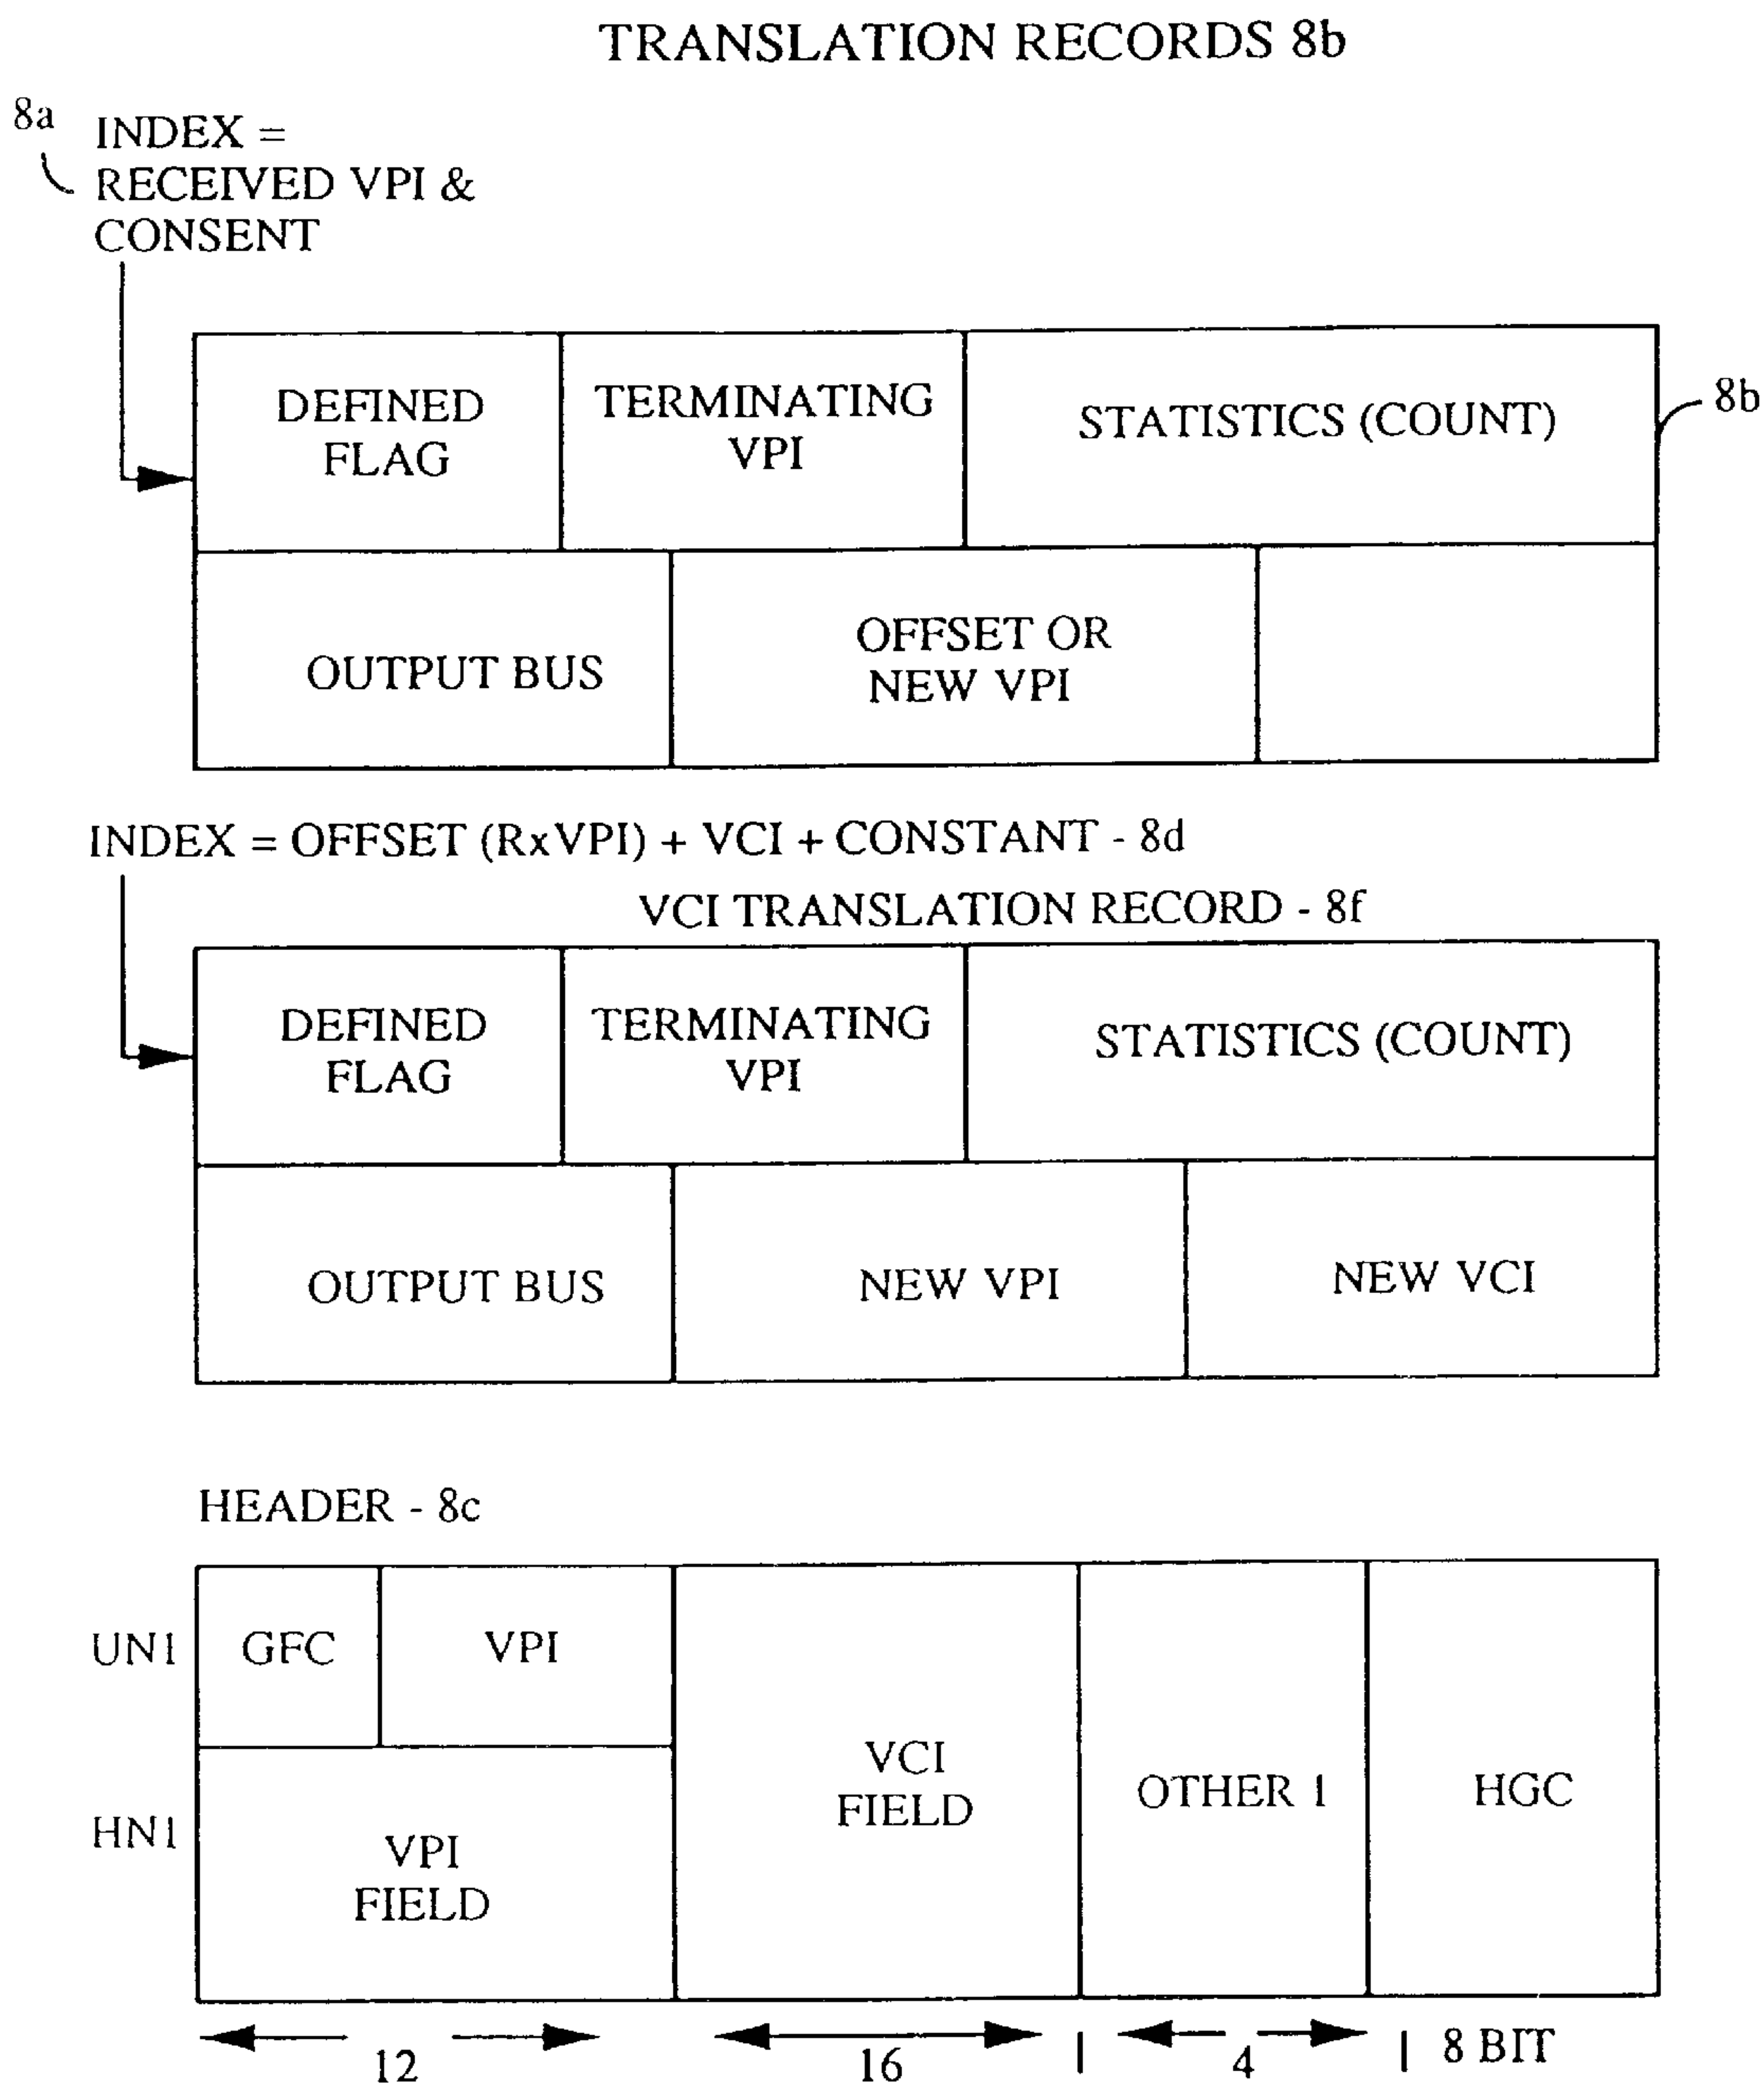 TRANSLATION RECORDS 8b
8a
INDEX =
RECEIVED VPI &
CONSENT
DEFINED
FLAG
TERMINATING
VPI
STATISTICS (COUNT)
8b
OUTPUT BUS
OFFSET OR
NEW VPI
INDEX = OFFSET (RxVPI) + VCI + CONSTANT - 8d
VCI TRANSLATION RECORD - 8f
DEFINED
FLAG
TERMINATING
VPI
STATISTICS (COUNT)
OUTPUT BUS
NEW VPI
NEW VCI
HEADER - 8c
UN1
GFC
VPI
HN1
VPI
FIELD
VCI
FIELD
OTHER 1
HGC
12
16
4
8 BIT